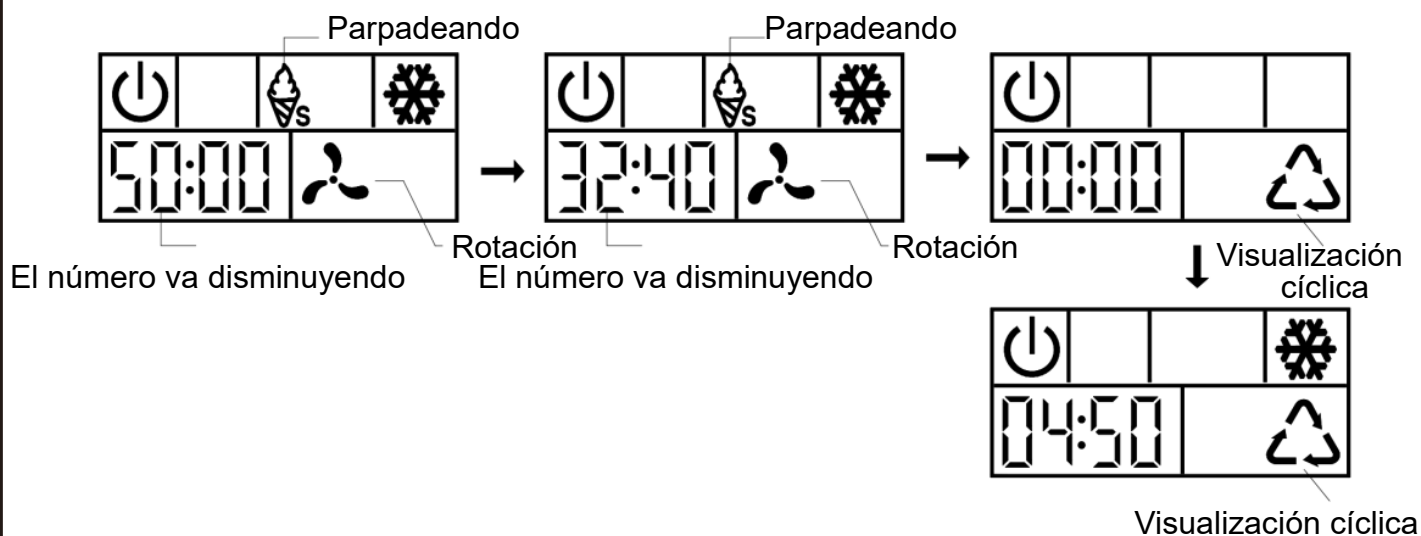 Parpadeando
Parpadeando
S
S
50:00
32:40
00:00
Rotación
Rotación
El número va disminuyendo
El número va disminuyendo
Visualización
cíclica
04:50
Visualización cíclica